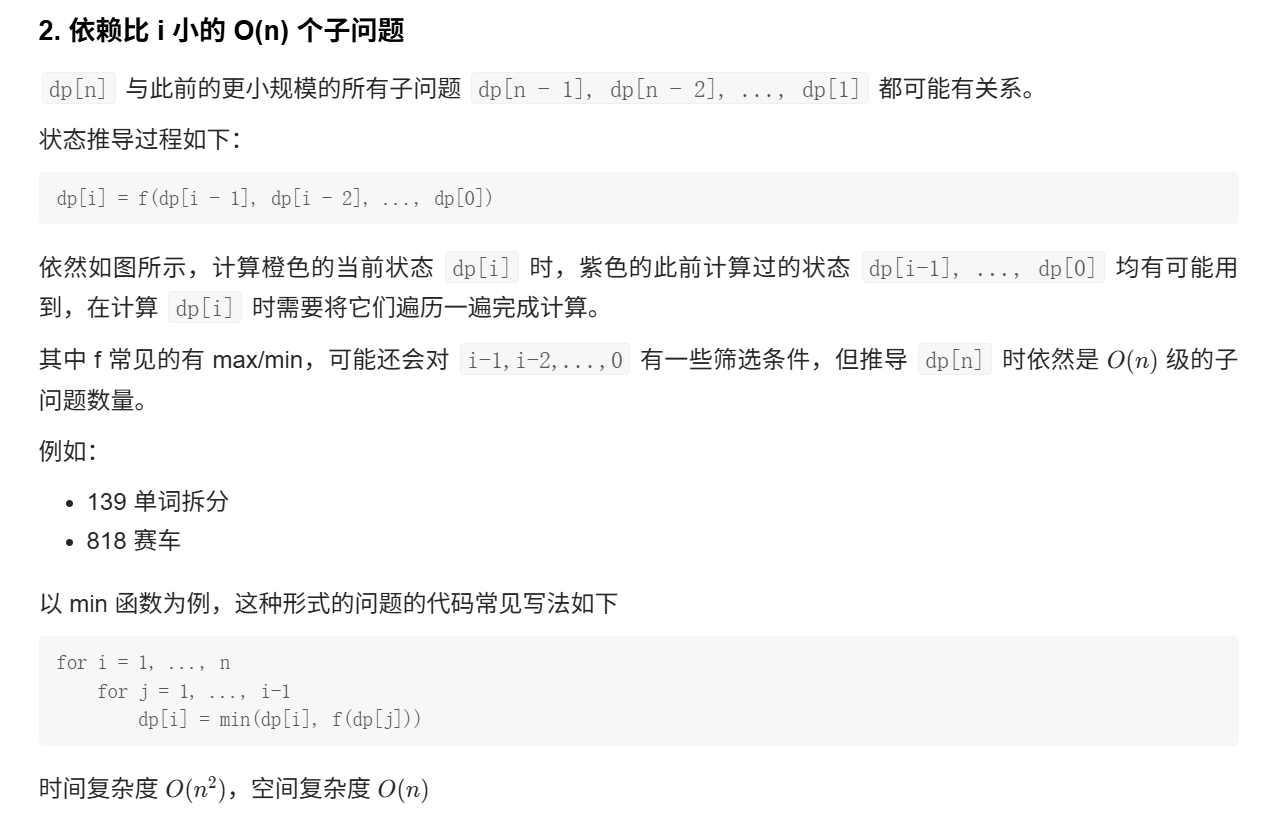 2. 依赖比 i 小的 O(n) 个子问题
dp[n] 与此前的更小规模的所有子问题 dp[n - 1], dp[n - 2], ..., dp[1] 都可能有关系。
状态推导过程如下：
dp[i] = f(dp[i - 1], dp[i - 2], ..., dp[0])
依然如图所示，计算橙色的当前状态 dp[i] 时，紫色的此前计算过的状态 dp[i-1], ..., dp[0] 均有可能用
到，在计算 dp[i] 时需要将它们遍历一遍完成计算。
其中 f 常见的有 max/min，可能还会对 i-1,i-2,...,0 有一些筛选条件，但推导 dp[n] 时依然是 O(n) 级的子
问题数量。
例如：
• 139 单词拆分
• 818 赛车
以 min 函数为例，这种形式的问题的代码常见写法如下
for i = 1, ..., n
    for j = 1, ..., i-1
        dp[i] = min(dp[i], f(dp[j]))
时间复杂度 O(n²)，空间复杂度 O(n)